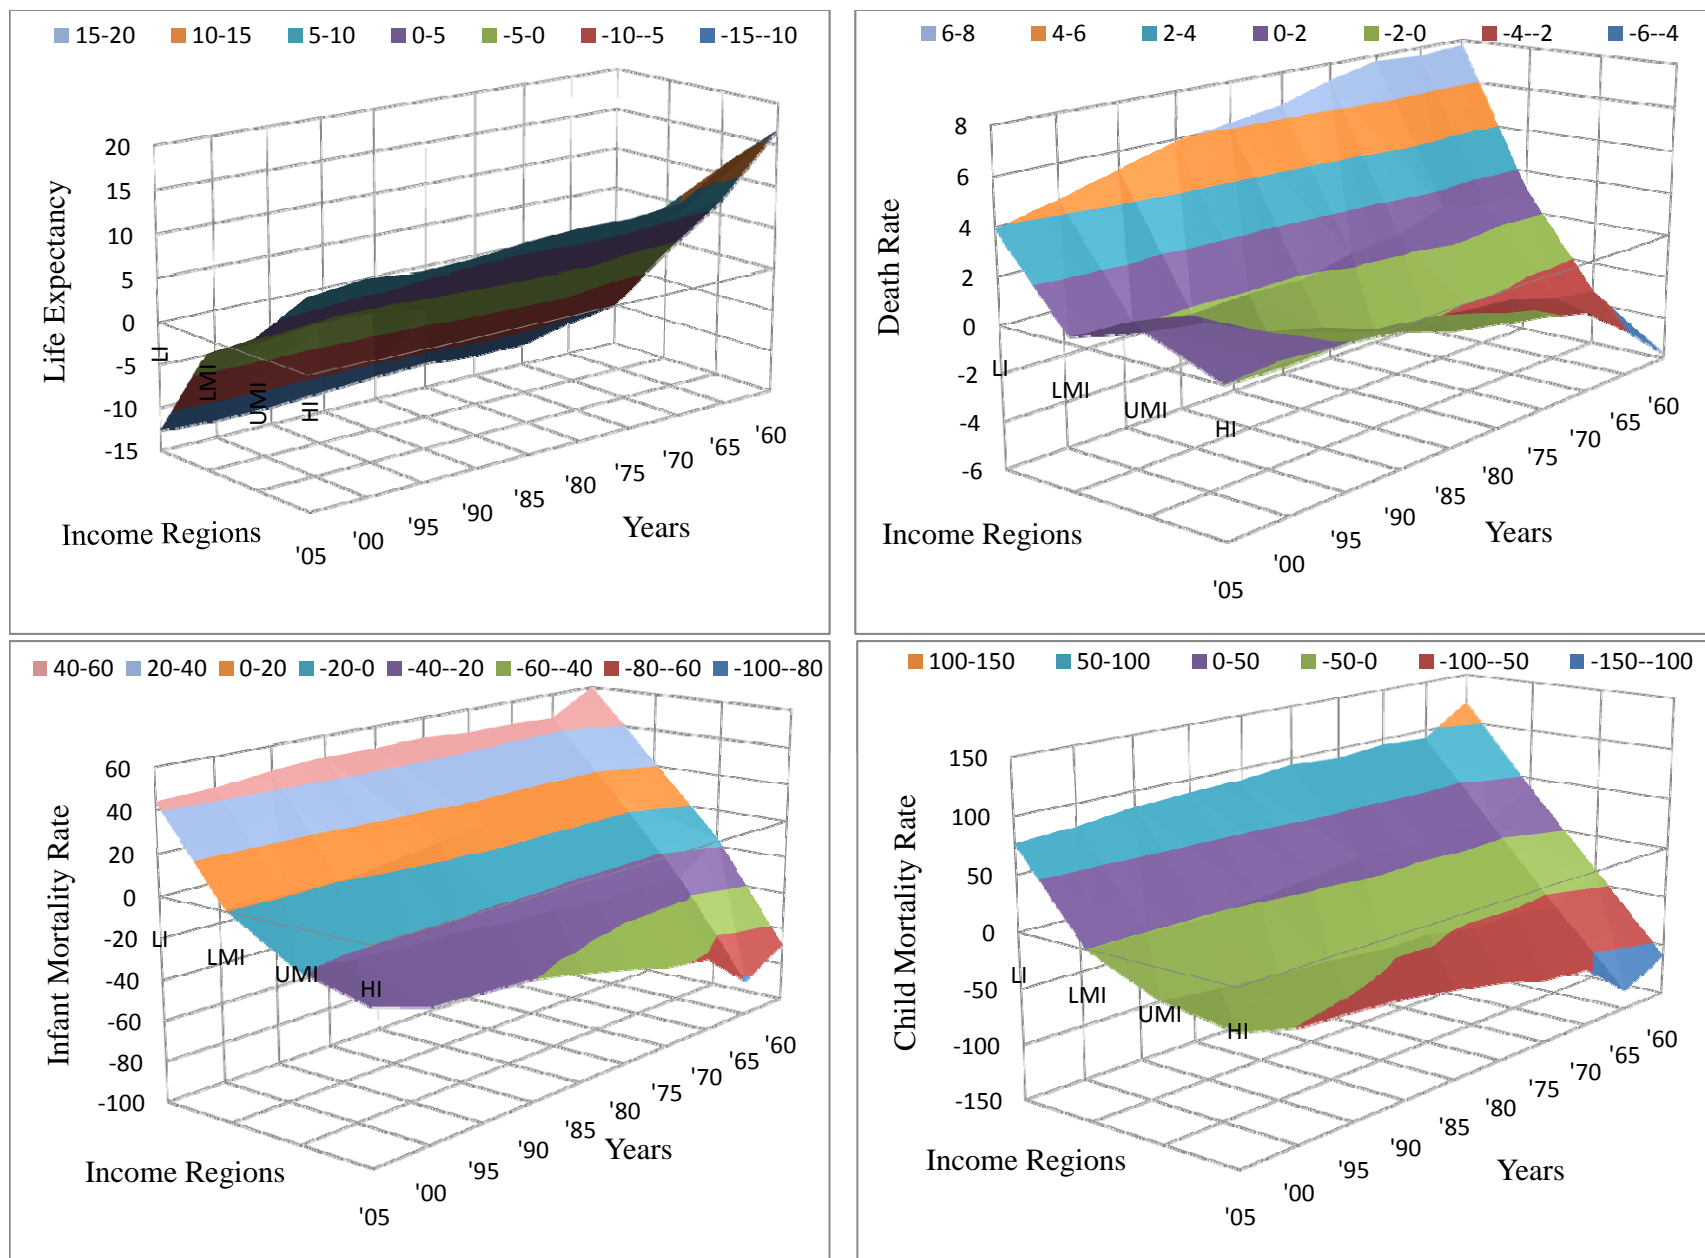 15-20 10-15 5-10 0-5 -5-0 -10--5 -15--10
20
15
10
5
0
-5
-10
-15
Life Expectancy
LI
LMI
UMI
HI
Income Regions
'05 '00 '95 '90 '85 '80 '75 '70 '65 '60
Years
6-8 4-6 2-4 0-2 -2-0 -4--2 -6--4
8
6
4
2
0
-2
-4
-6
Death Rate
LI
LMI
UMI
HI
Income Regions
'05 '00 '95 '90 '85 '80 '75 '70 '65 '60
Years
40-60 20-40 0-20 -20-0 -40--20 -60--40 -80--60 -100--80
60
40
20
0
-20
-40
-60
-80
-100
Infant Mortality Rate
LI
LMI
UMI
HI
Income Regions
'05 '00 '95 '90 '85 '80 '75 '70 '65 '60
Years
100-150 50-100 0-50 -50-0 -100--50 -150--100
150
100
50
0
-50
-100
-150
Child Mortality Rate
LI
LMI
UMI
HI
Income Regions
'05 '00 '95 '90 '85 '80 '75 '70 '65 '60
Years